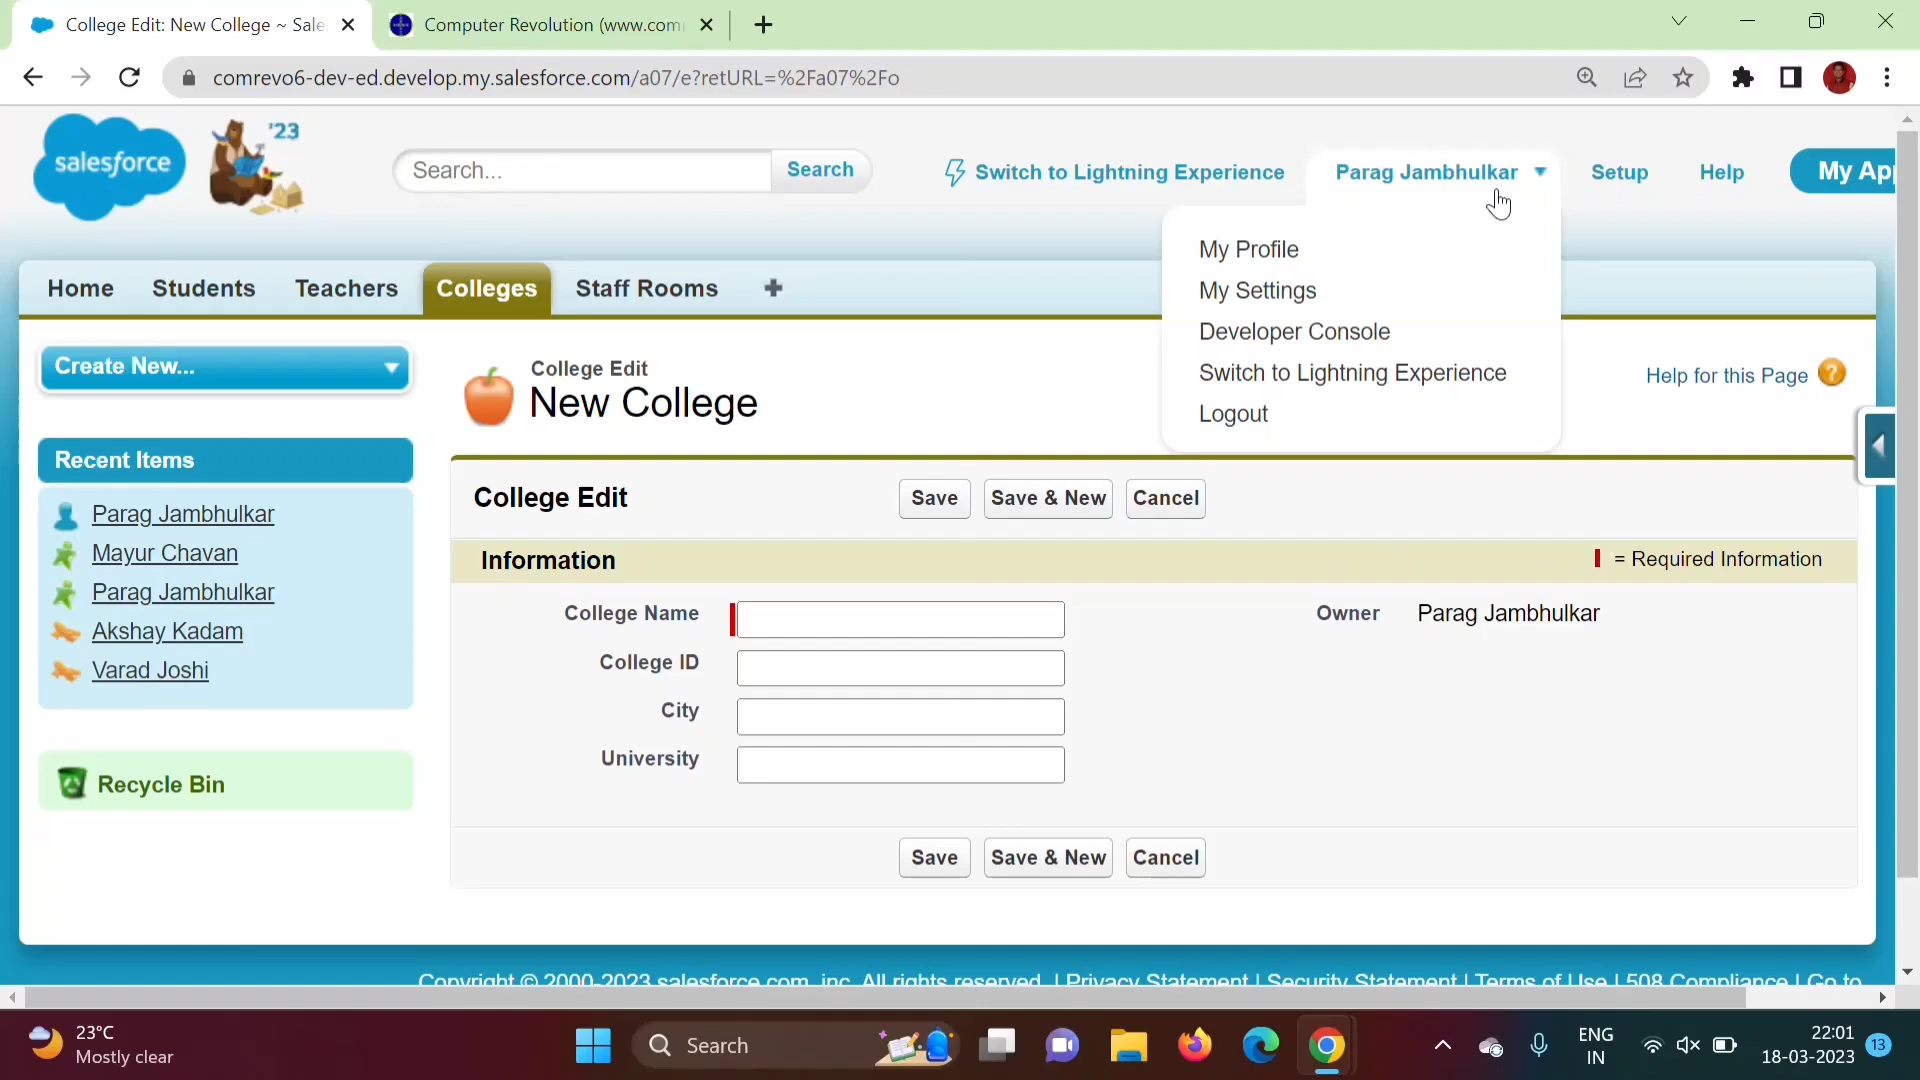 College Edit: New College ~ Sale
Computer Revolution (www.com
comrevo6-dev-ed.develop.my.salesforce.com/a07/e?retURL=%2Fa07%2Fo
salesforce
'23
Search...
Search
Switch to Lightning Experience
Parag Jambhulkar
Setup
Help
My App
My Profile
My Settings
Developer Console
Switch to Lightning Experience
Logout
Home
Students
Teachers
Colleges
Staff Rooms
Create New...
College Edit
New College
Help for this Page
Recent Items
Parag Jambhulkar
Mayur Chavan
Parag Jambhulkar
Akshay Kadam
Varad Joshi
Recycle Bin
College Edit
Save
Save & New
Cancel
Information
= Required Information
College Name
Owner
Parag Jambhulkar
College ID
City
University
Save
Save & New
Cancel
Copyright © 2000-2023 salesforce.com, inc. All rights reserved. | Privacy Statement | Security Statement | Terms of Use | 508 Compliance | Go to
23°C
Mostly clear
Search
ENG
IN
22:01
18-03-2023
13